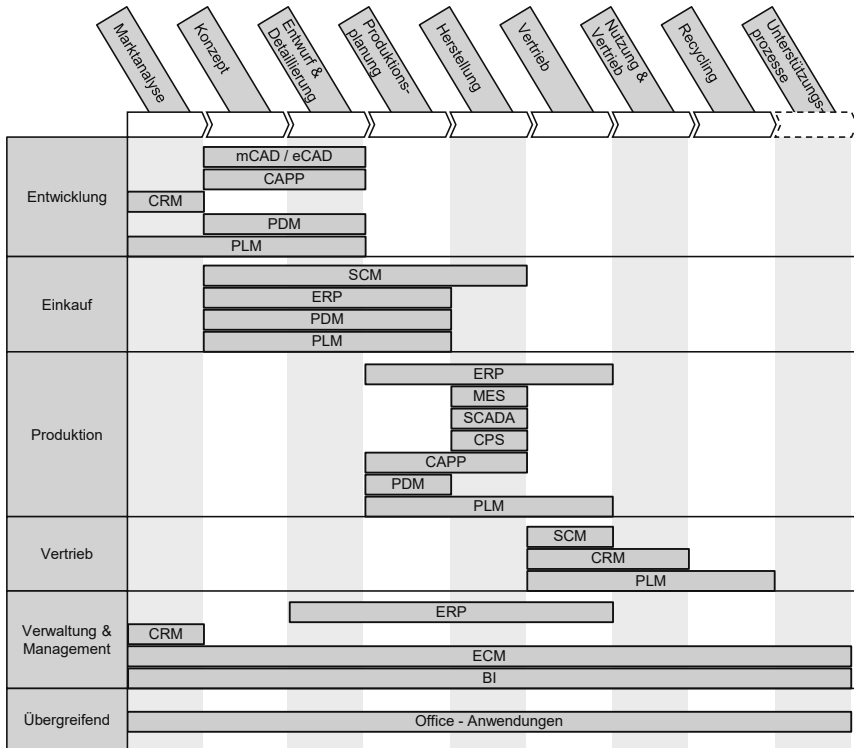 Marktanalyse
Konzept
Entwurf &
Detaillierung
Produktions-
planung
Herstellung
Vertrieb
Nutzung &
Vertrieb
Recycling
Unterstützungs-
prozesse
Entwicklung
mCAD / eCAD
CAPP
CRM
PDM
PLM
Einkauf
SCM
ERP
PDM
PLM
Produktion
ERP
MES
SCADA
CPS
CAPP
PDM
PLM
Vertrieb
SCM
CRM
PLM
Verwaltung &
Management
ERP
CRM
ECM
BI
Übergreifend
Office - Anwendungen